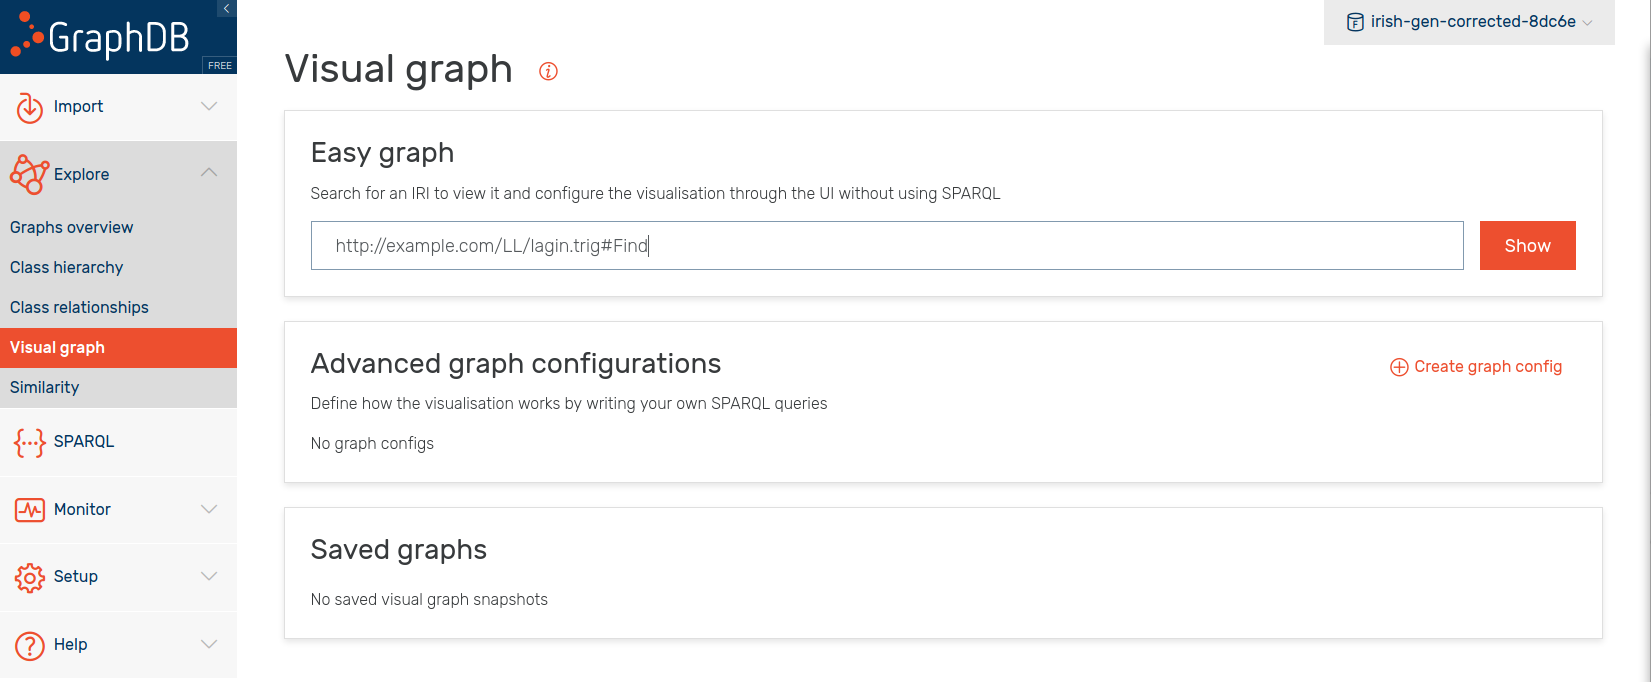 GraphDB
FREE
Import
Explore
Graphs overview
Class hierarchy
Class relationships
Visual graph
Similarity
SPARQL
Monitor
Setup
Help
irish-gen-corrected-8dc6e
Visual graph
Easy graph
Search for an IRI to view it and configure the visualisation through the UI without using SPARQL
http://example.com/LL/lagin.trig#Find
Show
Advanced graph configurations
Create graph config
Define how the visualisation works by writing your own SPARQL queries
No graph configs
Saved graphs
No saved visual graph snapshots